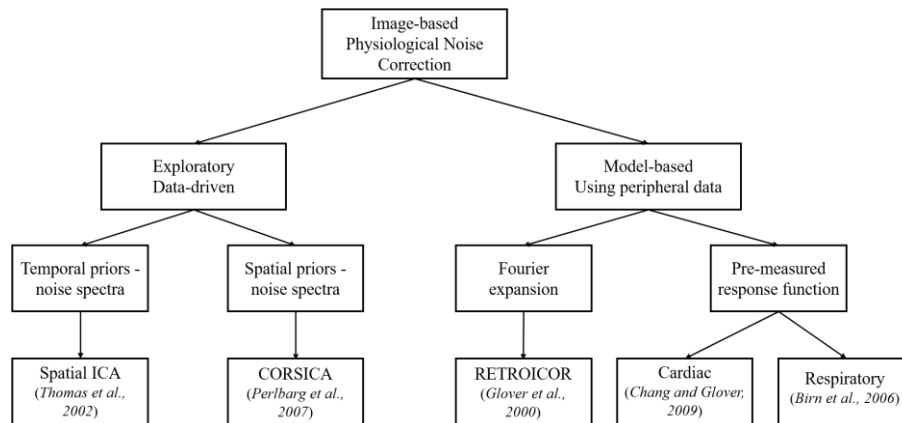 Image-based
Physiological Noise
Correction
Exploratory
Data-driven
Model-based
Using peripheral data
Temporal priors -
noise spectra
Spatial priors -
noise spectra
Fourier
expansion
Pre-measured
response function
Spatial ICA
(Thomas et al.,
2002)
CORSICA
(Perlbarg et al.,
2007)
RETROICOR
(Glover et al.,
2000)
Cardiac
(Chang and Glover,
2009)
Respiratory
(Birn et al., 2006)